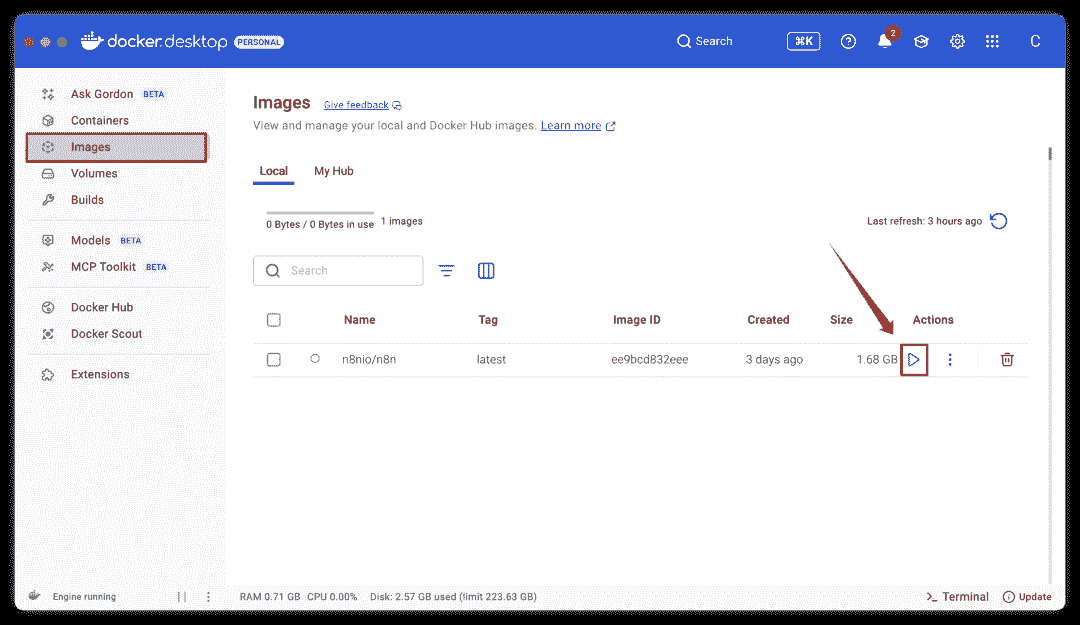 docker.desktop PERSONAL Search ⌘K 2 C
Ask Gordon BETA
Containers
Images
Volumes
Builds
Models BETA
MCP Toolkit BETA
Docker Hub
Docker Scout
Extensions
Images Give feedback
View and manage your local and Docker Hub images. Learn more
Local My Hub
0 Bytes / 0 Bytes in use 1 images Last refresh: 3 hours ago
Search
Name Tag Image ID Created Size Actions
n8nio/n8n latest ee9bcd832eee 3 days ago 1.68 GB
Engine running RAM 0.71 GB CPU 0.00% Disk: 2.57 GB used (limit 223.63 GB) Terminal Update